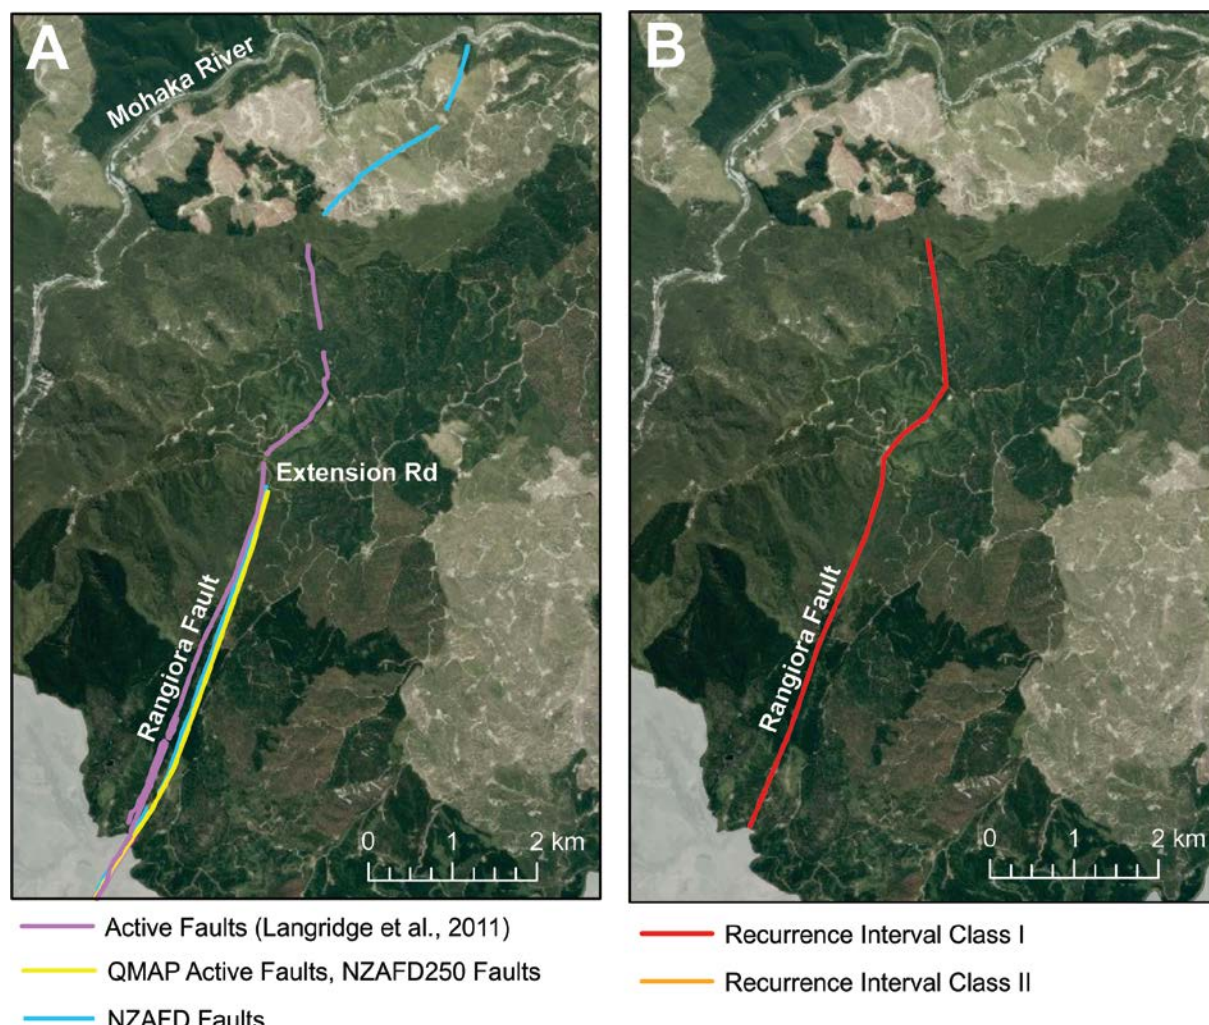 A
Mohaka River
Extension Rd
Rangiora Fault
0 1 2 km
Active Faults (Langridge et al., 2011)
QMAP Active Faults, NZAFD250 Faults
NZAFD Faults
B
Rangiora Fault
0 1 2 km
Recurrence Interval Class I
Recurrence Interval Class II